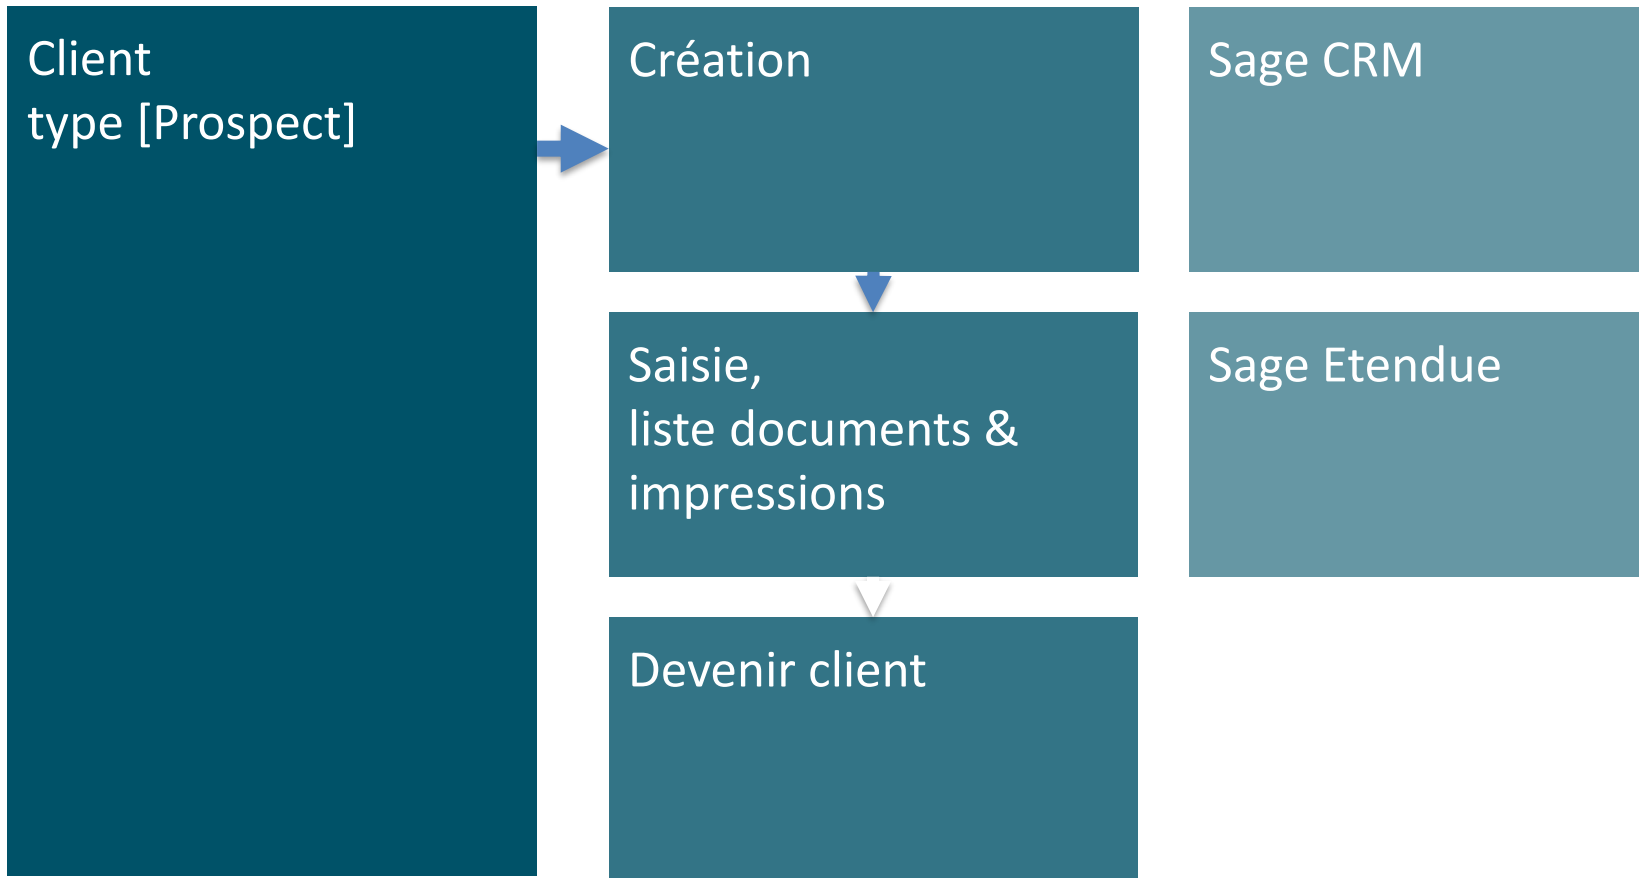 Client
type [Prospect]
Création
Sage CRM
Saisie,
liste documents &
impressions
Sage Etendue
Devenir client